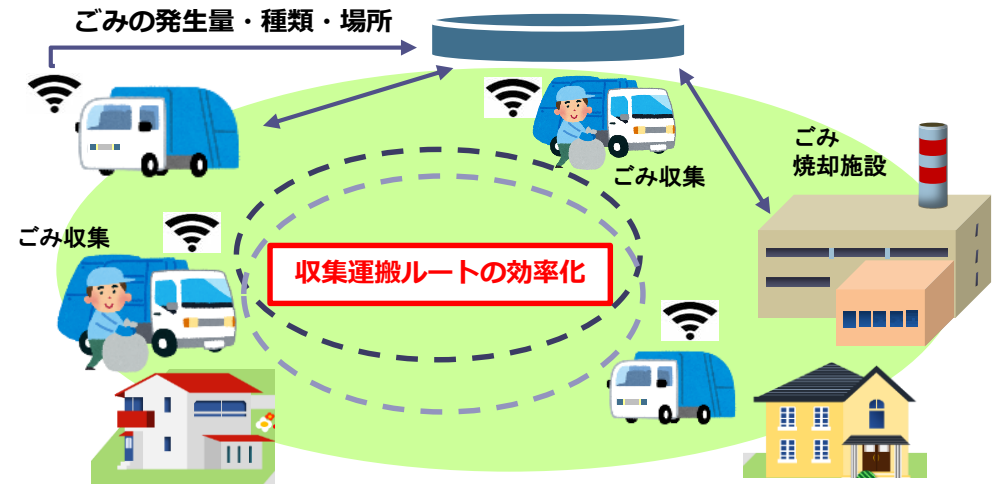 ごみの発生量・種類・場所
ごみ
焼却施設
ごみ収集
ごみ収集
収集運搬ルートの効率化